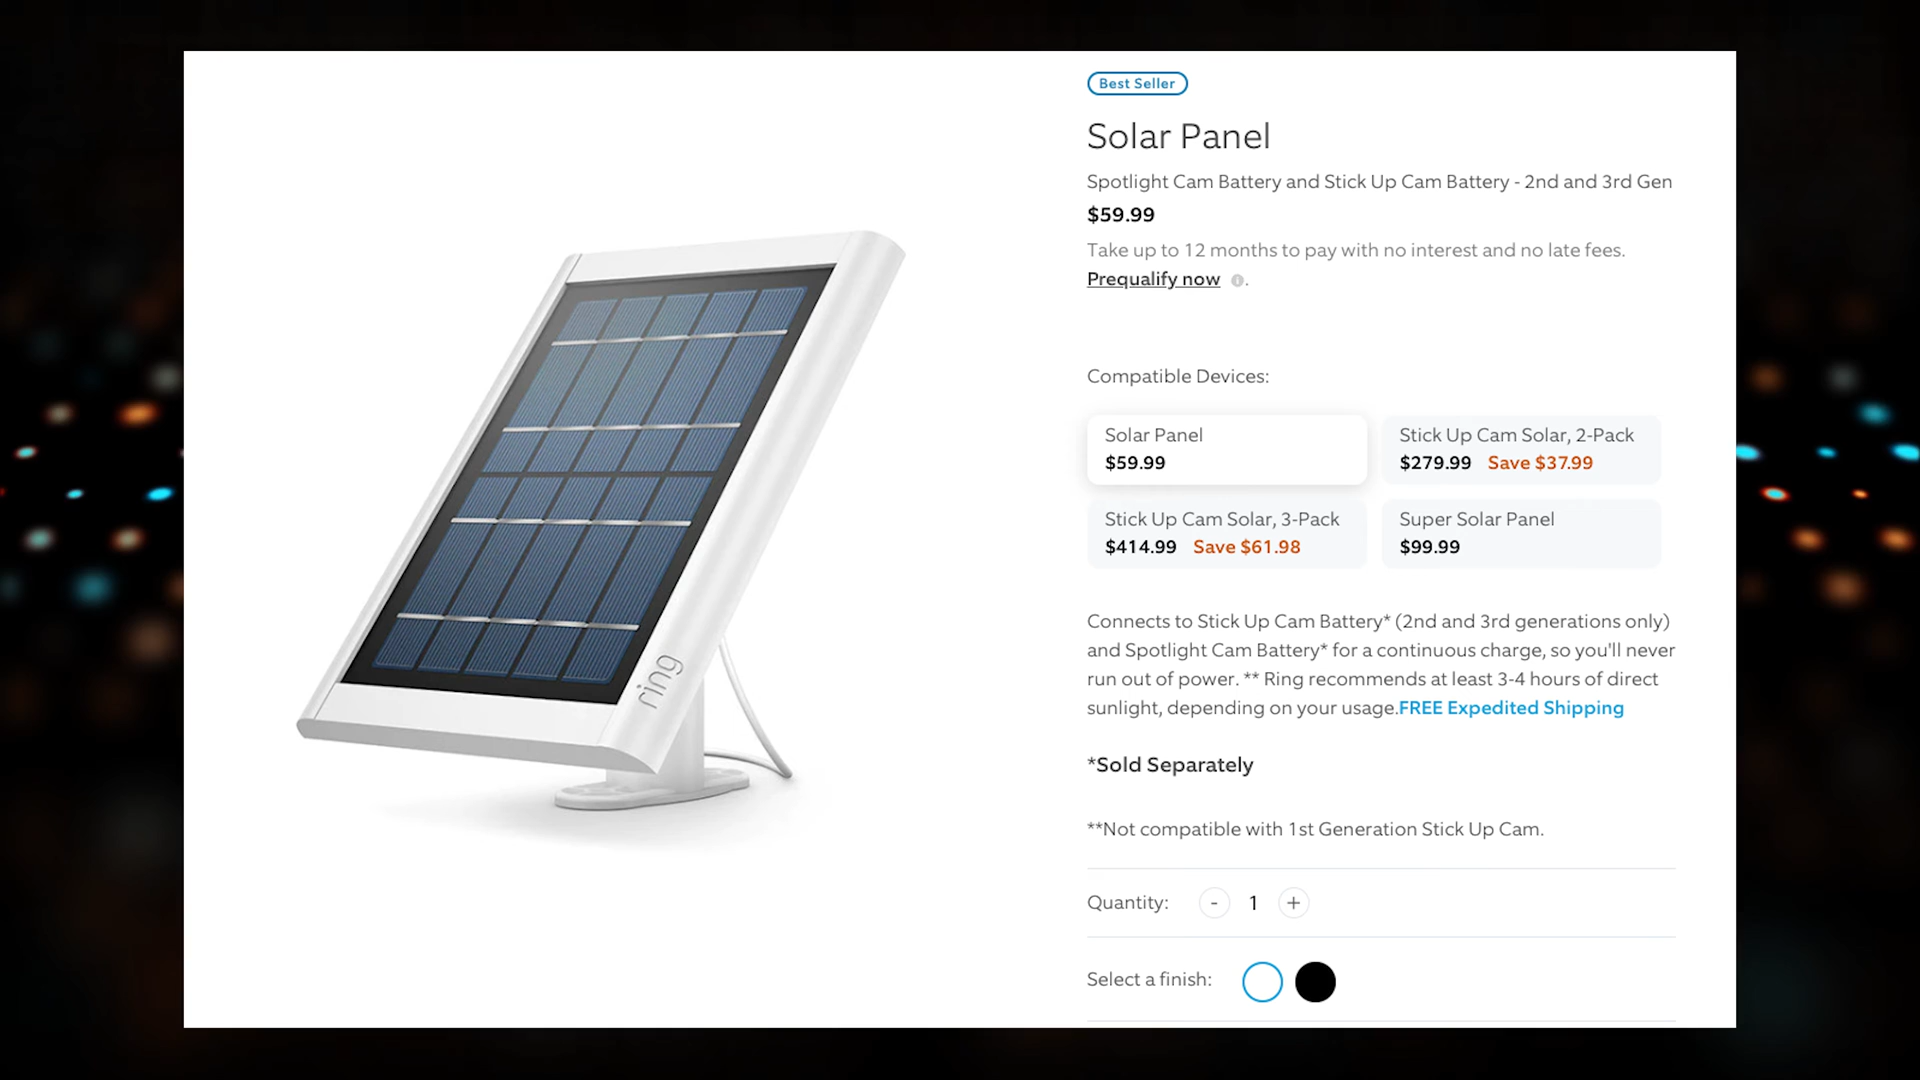 Best Seller
Solar Panel
Spotlight Cam Battery and Stick Up Cam Battery - 2nd and 3rd Gen
$59.99
Take up to 12 months to pay with no interest and no late fees.
Prequalify now i.
Compatible Devices:
Solar Panel
$59.99
Stick Up Cam Solar, 2-Pack
$279.99 Save $37.99
Stick Up Cam Solar, 3-Pack
$414.99 Save $61.98
Super Solar Panel
$99.99
Connects to Stick Up Cam Battery* (2nd and 3rd generations only)
and Spotlight Cam Battery* for a continuous charge, so you'll never
run out of power. ** Ring recommends at least 3-4 hours of direct
sunlight, depending on your usage.FREE Expedited Shipping
*Sold Separately
**Not compatible with 1st Generation Stick Up Cam.
Quantity: - 1 +
Select a finish:
ring